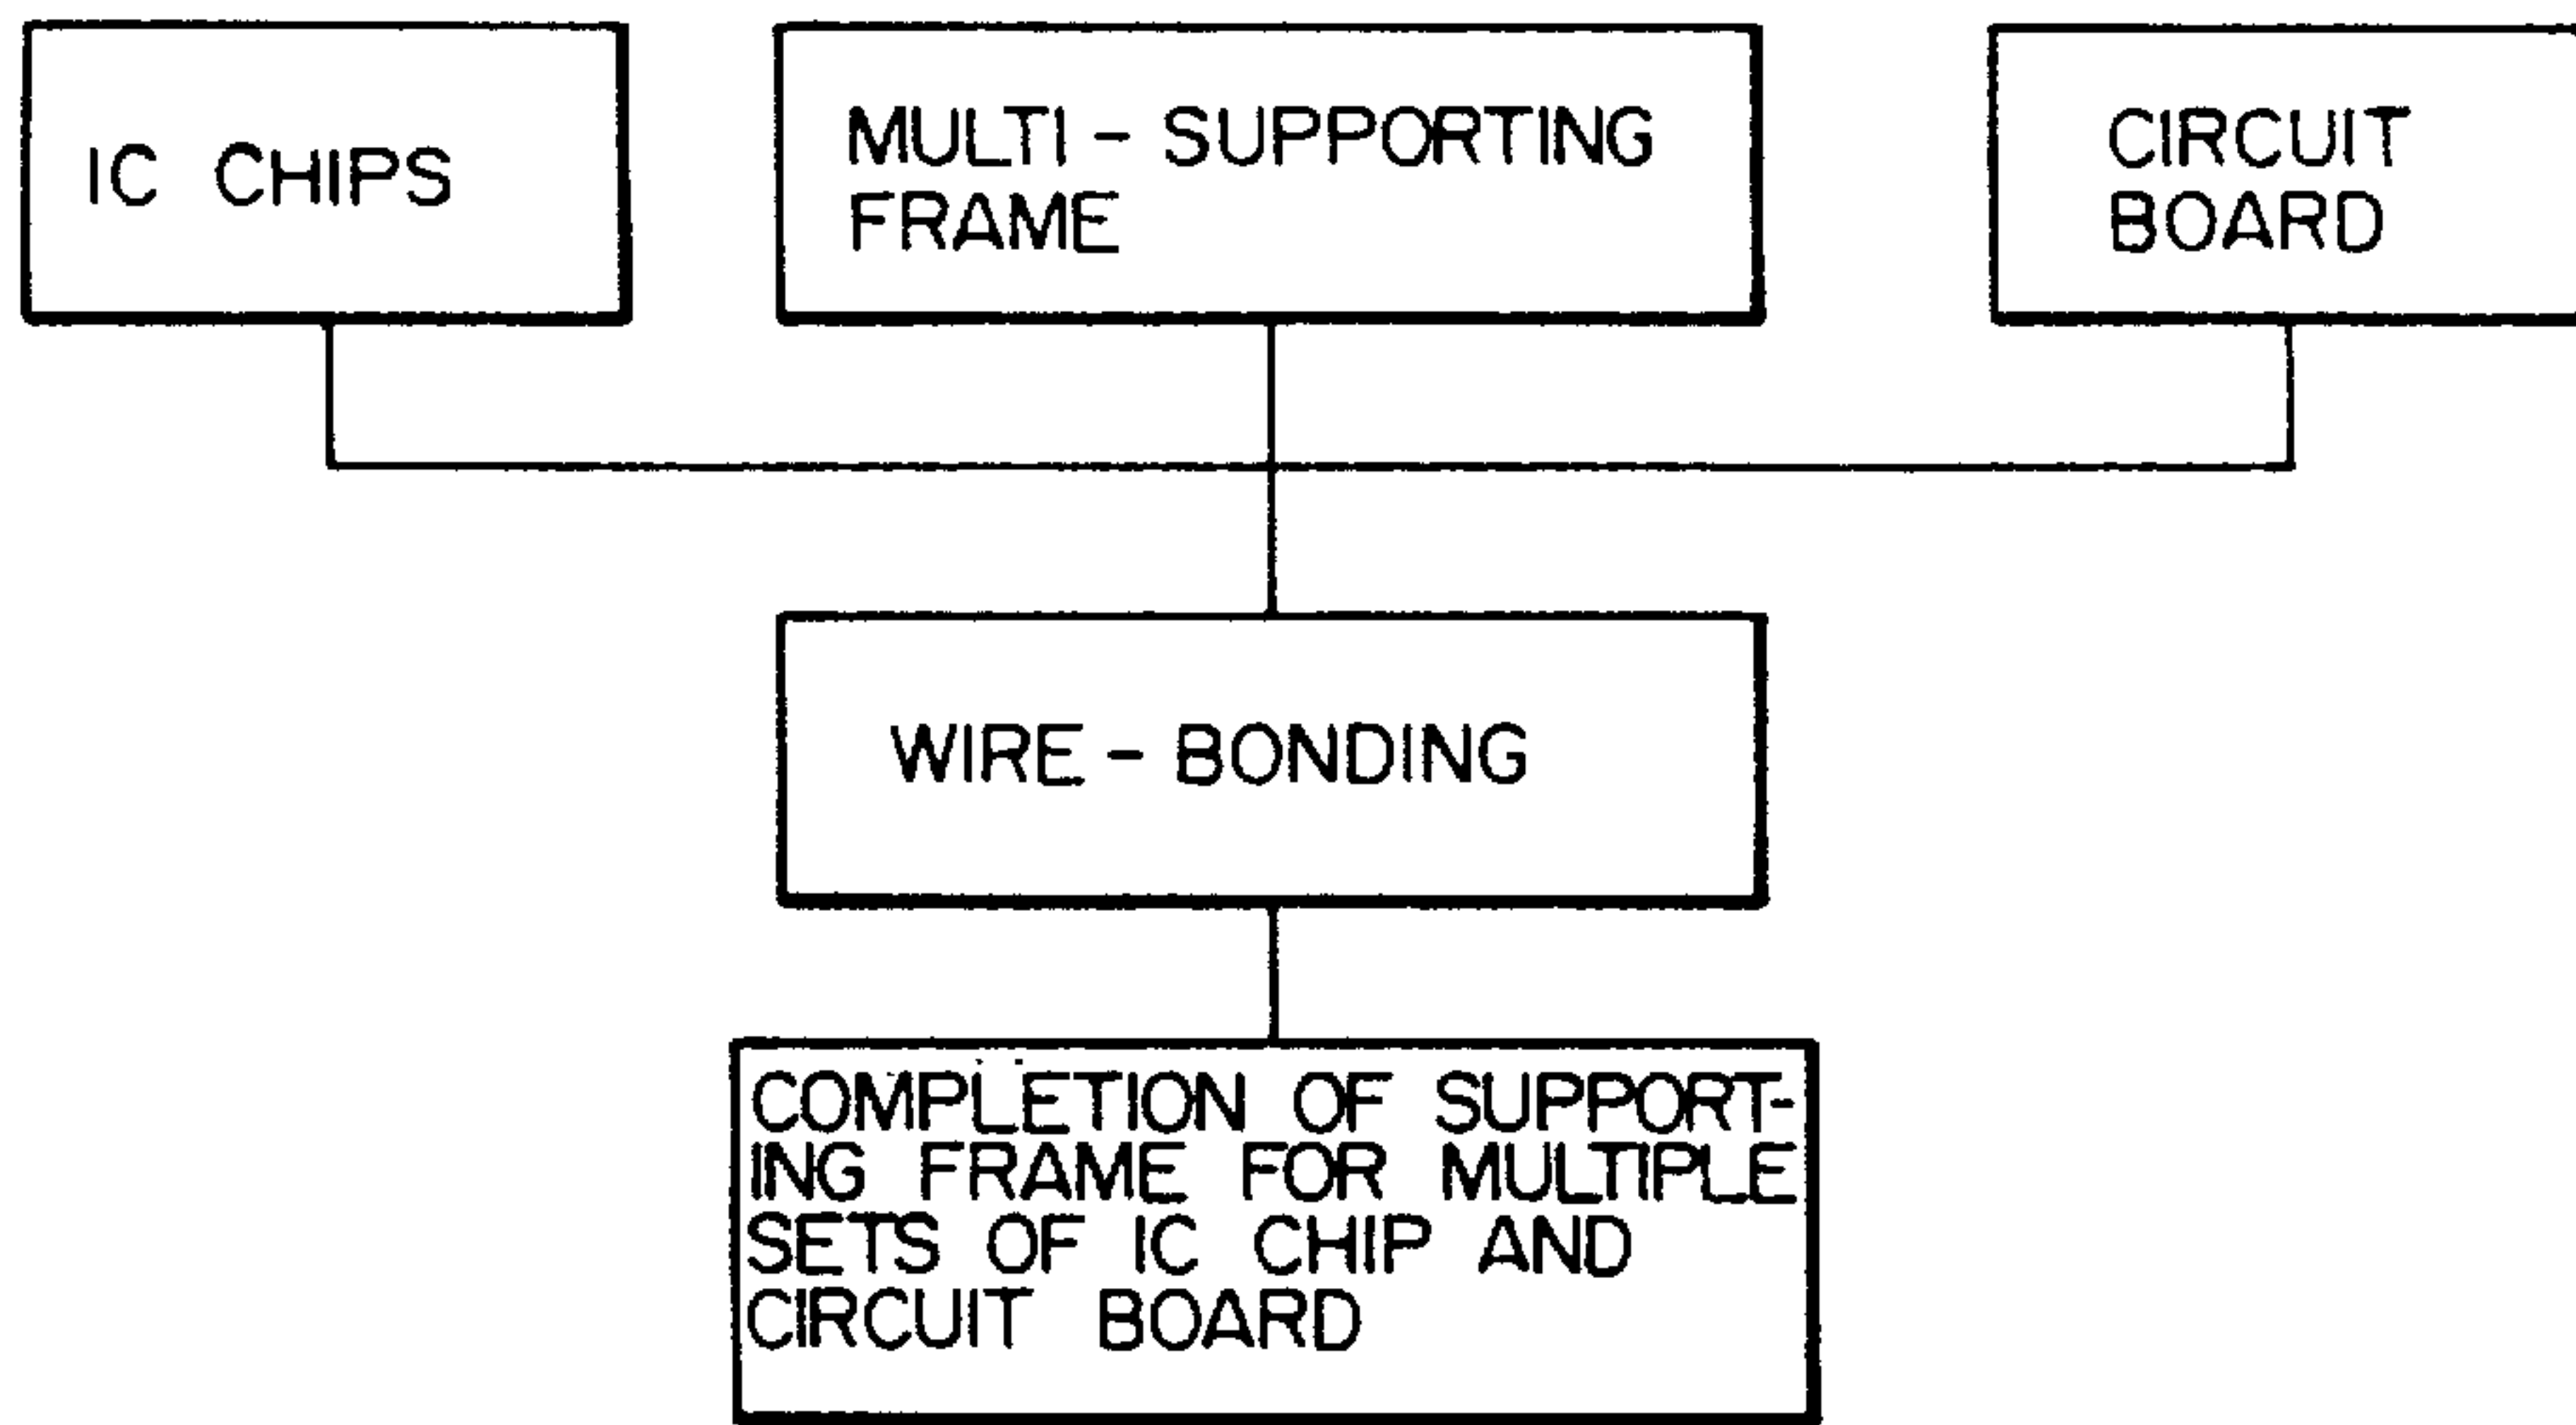 IC CHIPS
MULTI - SUPPORTING
FRAME
CIRCUIT
BOARD
WIRE - BONDING
COMPLETION OF SUPPORT-
ING FRAME FOR MULTIPLE
SETS OF IC CHIP AND
CIRCUIT BOARD